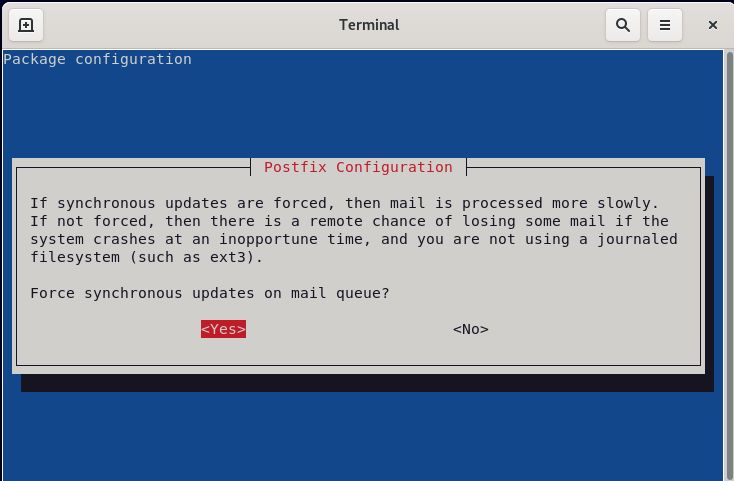 Terminal
Package configuration
Postfix Configuration
If synchronous updates are forced, then mail is processed more slowly.
If not forced, then there is a remote chance of losing some mail if the
system crashes at an inopportune time, and you are not using a journaled
filesystem (such as ext3).
Force synchronous updates on mail queue?
<Yes> <No>